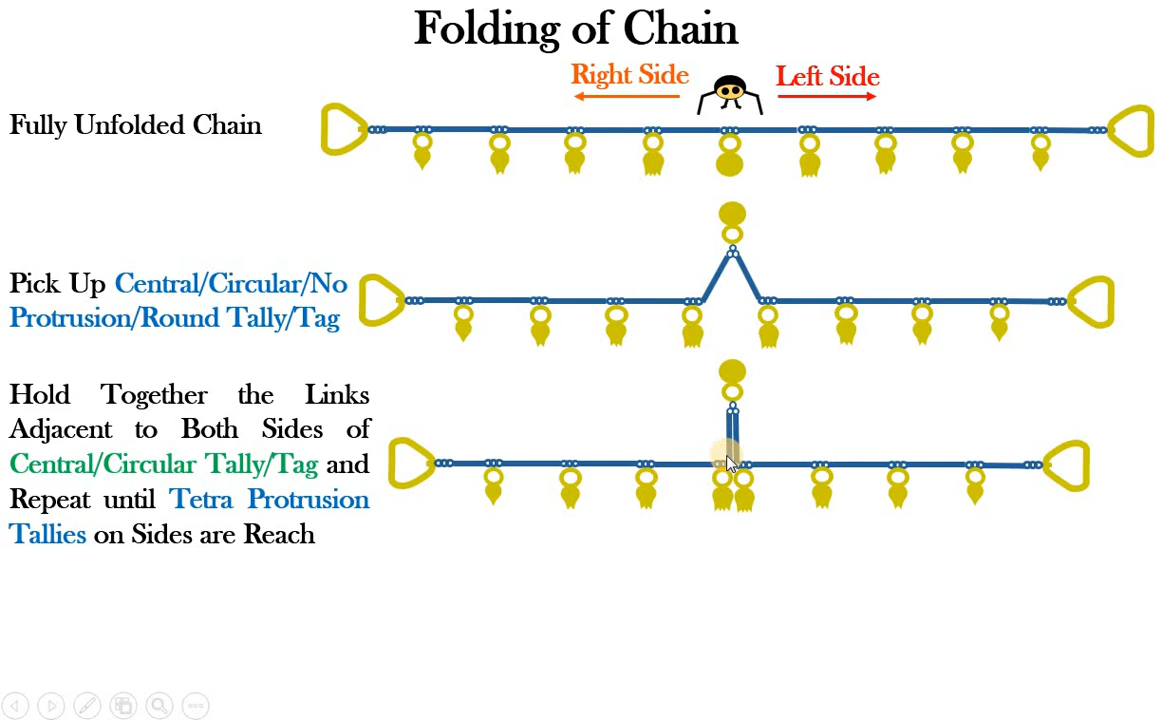 Folding of Chain
Right Side
Left Side
Fully Unfolded Chain
Pick Up Central/Circular/No
Protrusion/Round Tally/Tag
Hold Together the Links
Adjacent to Both Sides of
Central/Circular Tally/Tag and
Repeat until Tetra Protrusion
Tallies on Sides are Reach